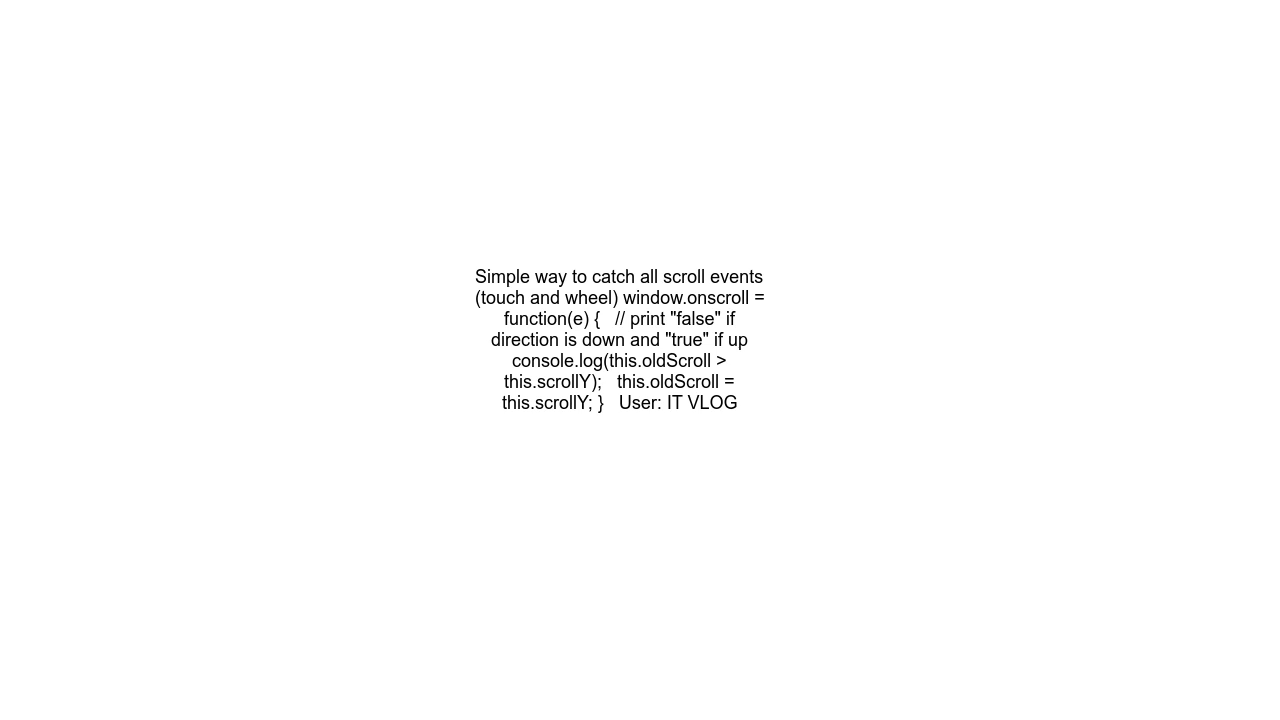 Simple way to catch all scroll events
(touch and wheel) window.onscroll =
function(e) {   // print "false" if
direction is down and "true" if up
console.log(this.oldScroll >
this.scrollY);   this.oldScroll =
this.scrollY; }   User: IT VLOG